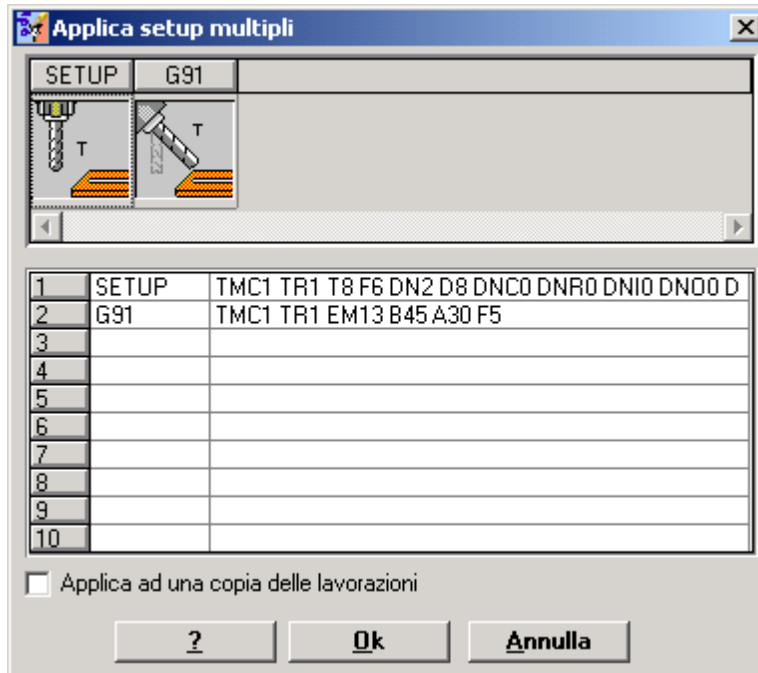 Applica setup multipli
SETUP G91
T T
1 SETUP TMC1 TR1 T8 F6 DN2 D8 DNC0 DNR0 DNI0 DNO0 D
2 G91 TMC1 TR1 EM13 B45 A30 F5
3
4
5
6
7
8
9
10
Applica ad una copia delle lavorazioni
? Ok Annulla